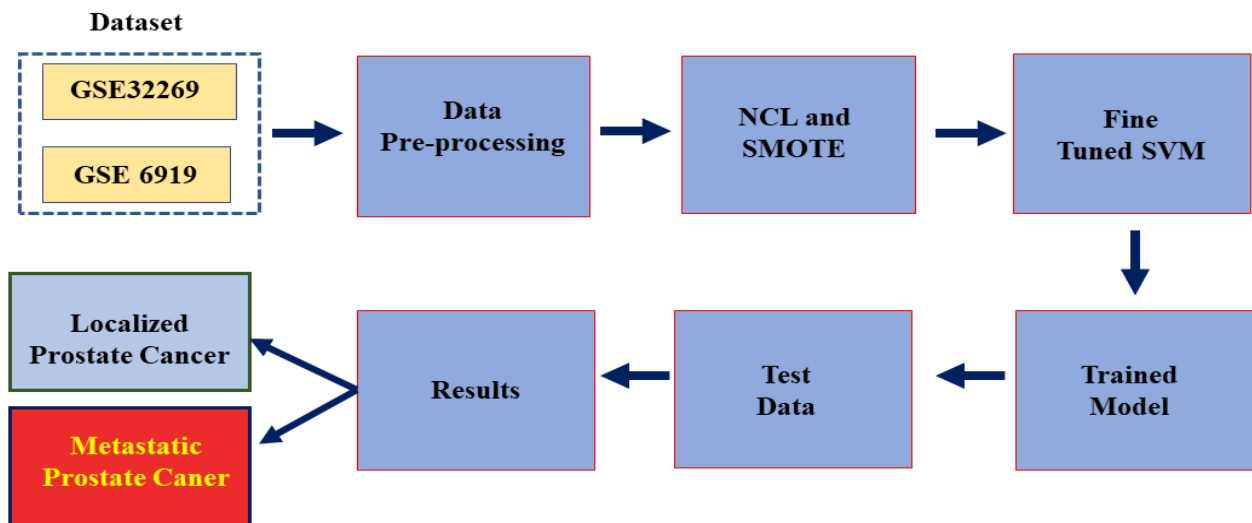 Dataset
GSE32269
GSE 6919
Data
Pre-processing
NCL and
SMOTE
Fine
Tuned SVM
Localized
Prostate Cancer
Metastatic
Prostate Caner
Results
Test
Data
Trained
Model